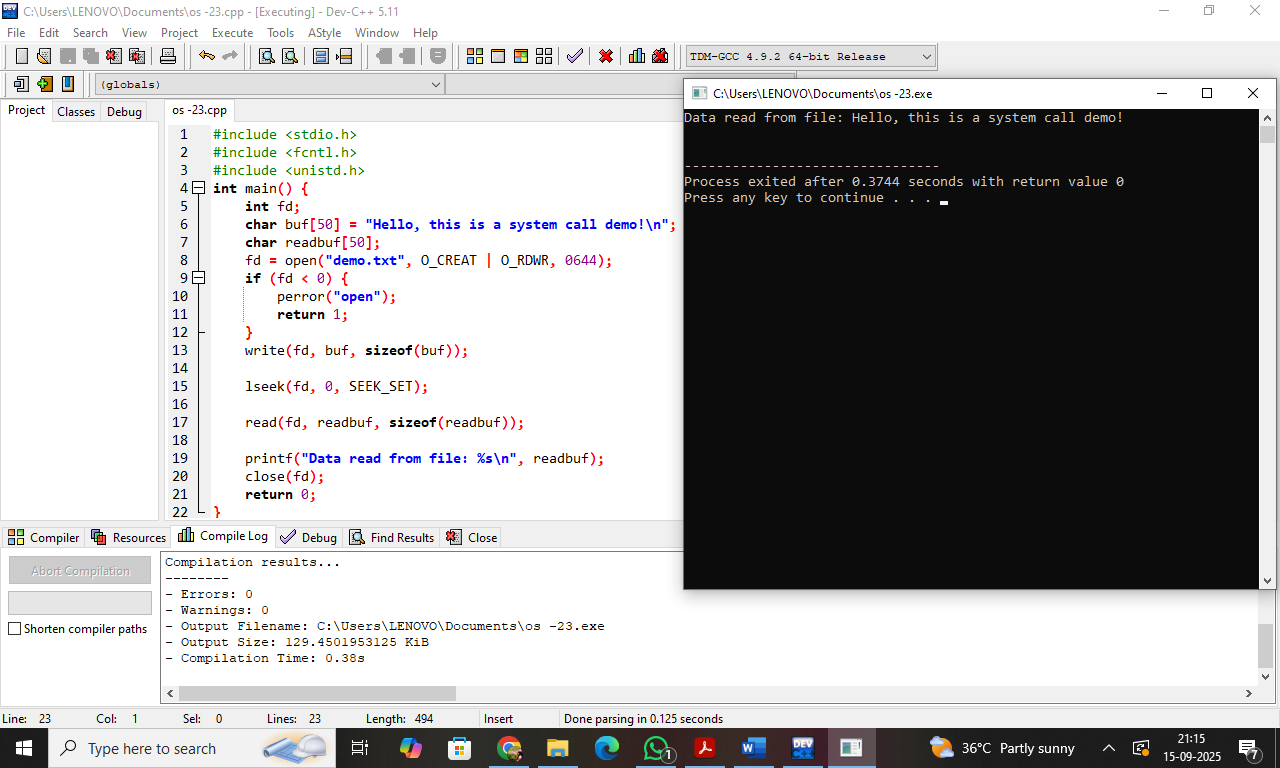 C:\Users\LENOVO\Documents\os -23.cpp - [Executing] - Dev-C++ 5.11
File Edit Search View Project Execute Tools AStyle Window Help
TDM-GCC 4.9.2 64-bit Release
(globals)
Project Classes Debug
os -23.cpp
1 #include <stdio.h>
2 #include <fcntl.h>
3 #include <unistd.h>
4 int main() {
5 int fd;
6 char buf[50] = "Hello, this is a system call demo!\n";
7 char readbuf[50];
8 fd = open("demo.txt", O_CREAT | O_RDWR, 0644);
9 if (fd < 0) {
10 perror("open");
11 return 1;
12 }
13 write(fd, buf, sizeof(buf));
14
15 lseek(fd, 0, SEEK_SET);
16
17 read(fd, readbuf, sizeof(readbuf));
18
19 printf("Data read from file: %s\n", readbuf);
20 close(fd);
21 return 0;
22 }
C:\Users\LENOVO\Documents\os -23.exe
Data read from file: Hello, this is a system call demo!
--------------------------------
Process exited after 0.3744 seconds with return value 0
Press any key to continue . . .
Compiler Resources Compile Log Debug Find Results Close
Abort Compilation
Shorten compiler paths
Compilation results...
--------
- Errors: 0
- Warnings: 0
- Output Filename: C:\Users\LENOVO\Documents\os -23.exe
- Output Size: 129.4501953125 KiB
- Compilation Time: 0.38s
Line: 23 Col: 1 Sel: 0 Lines: 23 Length: 494 Insert Done parsing in 0.125 seconds
Type here to search
1
DEV
36°C Partly sunny
21:15
15-09-2025
7